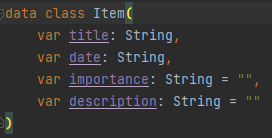 data class Item(
var title: String,
var date: String,
var importance: String = "",
var description: String = ""
)